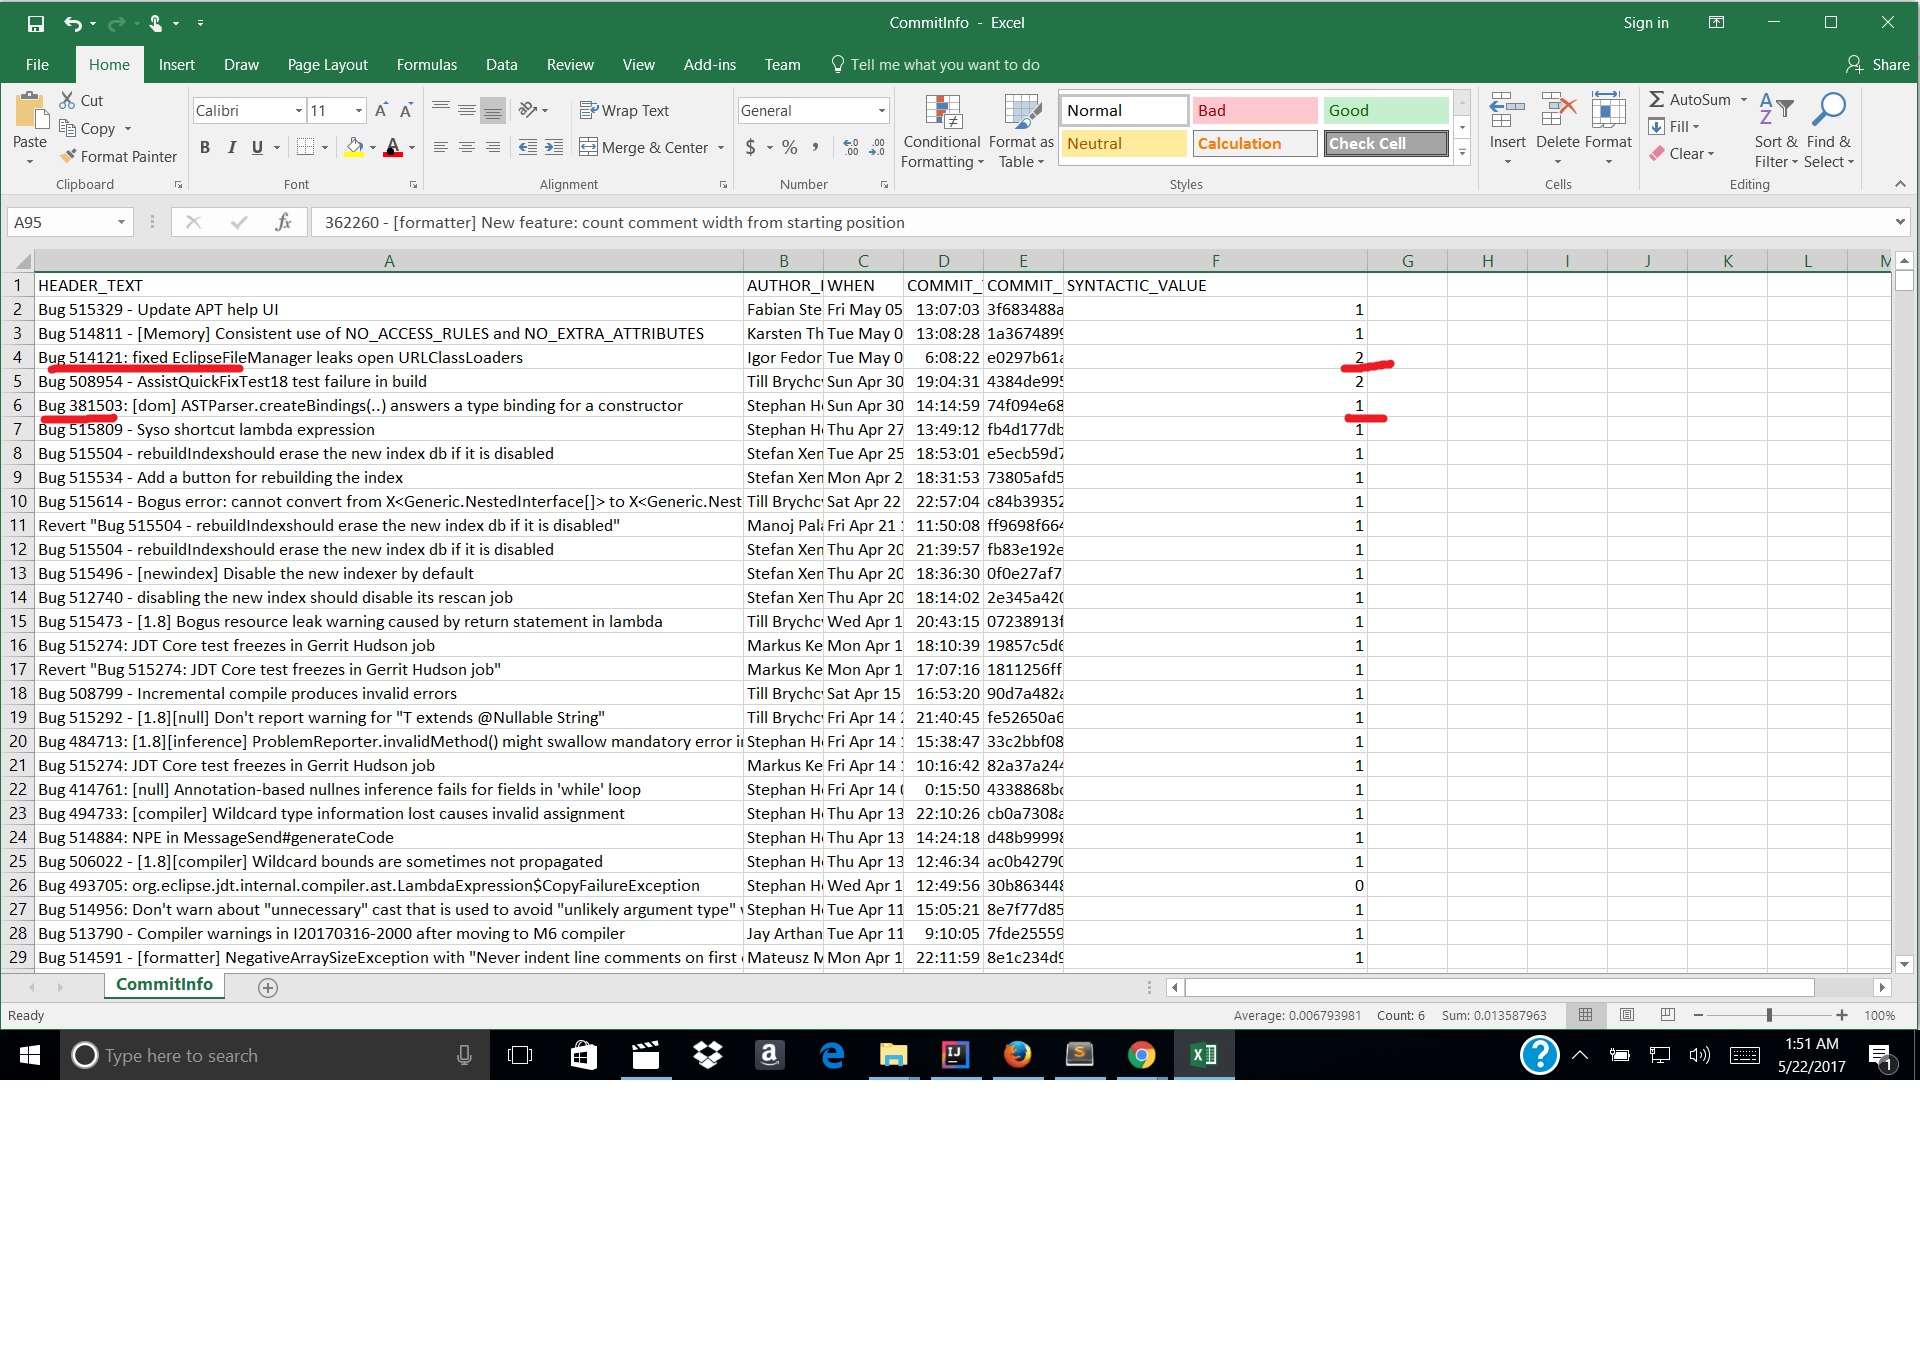 CommitInfo - Excel
Sign in
File Home Insert Draw Page Layout Formulas Data Review View Add-ins Team Tell me what you want to do Share
Paste Cut Copy Format Painter
Clipboard
Calibri 11
B I U
Font
Wrap Text
Merge & Center
Alignment
General
$ % ,
Number
Conditional Formatting Format as Table
Normal Bad Good
Neutral Calculation Check Cell
Styles
Insert Delete Format
Cells
AutoSum
Fill
Clear
Sort & Filter Find & Select
Editing
A95 fx 362260 - [formatter] New feature: count comment width from starting position
A B C D E F G H I J K L M
1 HEADER_TEXT AUTHOR_ WHEN COMMIT_ COMMIT_ SYNTACTIC_VALUE
2 Bug 515329 - Update APT help UI Fabian Ste Fri May 05 13:07:03 3f683488a 1
3 Bug 514811 - [Memory] Consistent use of NO_ACCESS_RULES and NO_EXTRA_ATTRIBUTES Karsten Th Tue May 0 13:08:28 1a3674899 1
4 Bug 514121: fixed EclipseFileManager leaks open URLClassLoaders Igor Fedor Tue May 0 6:08:22 e0297b61a 2
5 Bug 508954 - AssistQuickFixTest18 test failure in build Till Brychcy Sun Apr 30 19:04:31 4384de995 2
6 Bug 381503: [dom] ASTParser.createBindings(..) answers a type binding for a constructor Stephan He Sun Apr 30 14:14:59 74f094e68 1
7 Bug 515809 - Syso shortcut lambda expression Stephan He Thu Apr 27 13:49:12 fb4d177db 1
8 Bug 515504 - rebuildIndexshould erase the new index db if it is disabled Stefan Xen Tue Apr 25 18:53:01 e5ecb59d7 1
9 Bug 515534 - Add a button for rebuilding the index Stefan Xen Mon Apr 2 18:31:53 73805afd5 1
10 Bug 515614 - Bogus error: cannot convert from X<Generic.NestedInterface[]> to X<Generic.Nest Till Brychcy Sat Apr 22 22:57:04 c84b39352 1
11 Revert "Bug 515504 - rebuildIndexshould erase the new index db if it is disabled" Manoj Pala Fri Apr 21 11:50:08 ff9698f664 1
12 Bug 515504 - rebuildIndexshould erase the new index db if it is disabled Stefan Xen Thu Apr 20 21:39:57 fb83e192e 1
13 Bug 515496 - [newindex] Disable the new indexer by default Stefan Xen Thu Apr 20 18:36:30 0f0e27af7 1
14 Bug 512740 - disabling the new index should disable its rescan job Stefan Xen Thu Apr 20 18:14:02 2e345a420 1
15 Bug 515473 - [1.8] Bogus resource leak warning caused by return statement in lambda Till Brychcy Wed Apr 1 20:43:15 07238913f 1
16 Bug 515274: JDT Core test freezes in Gerrit Hudson job Markus Ke Mon Apr 1 18:10:39 19857c5d6 1
17 Revert "Bug 515274: JDT Core test freezes in Gerrit Hudson job" Markus Ke Mon Apr 1 17:07:16 1811256ff 1
18 Bug 508799 - Incremental compile produces invalid errors Till Brychcy Sat Apr 15 16:53:20 90d7a482a 1
19 Bug 515292 - [1.8][null] Don't report warning for "T extends @Nullable String" Till Brychcy Fri Apr 14 21:40:45 fe52650a6 1
20 Bug 484713: [1.8][inference] ProblemReporter.invalidMethod() might swallow mandatory error i Stephan He Fri Apr 14 15:38:47 33c2bbf08 1
21 Bug 515274: JDT Core test freezes in Gerrit Hudson job Markus Ke Fri Apr 14 10:16:42 82a37a244 1
22 Bug 414761: [null] Annotation-based nullnes inference fails for fields in 'while' loop Stephan He Fri Apr 14 0:15:50 4338868bc 1
23 Bug 494733: [compiler] Wildcard type information lost causes invalid assignment Stephan He Thu Apr 13 22:10:26 cb0a7308a 1
24 Bug 514884: NPE in MessageSend#generateCode Stephan He Thu Apr 13 14:24:18 d48b99998 1
25 Bug 506022 - [1.8][compiler] Wildcard bounds are sometimes not propagated Stephan He Thu Apr 13 12:46:34 ac0b42790 1
26 Bug 493705: org.eclipse.jdt.internal.compiler.ast.LambdaExpression$CopyFailureException Stephan He Wed Apr 1 12:49:56 30b863448 0
27 Bug 514956: Don't warn about "unnecessary" cast that is used to avoid "unlikely argument type" Stephan He Tue Apr 11 15:05:21 8e7f77d85 1
28 Bug 513790 - Compiler warnings in I20170316-2000 after moving to M6 compiler Jay Arthan Tue Apr 11 9:10:05 7fde25559 1
29 Bug 514591 - [formatter] NegativeArraySizeException with "Never indent line comments on first Mateusz M Mon Apr 1 22:11:59 8e1c234d9 1
CommitInfo
Ready Average: 0.006793981 Count: 6 Sum: 0.013587963 100%
Type here to search
1:51 AM
5/22/2017
1